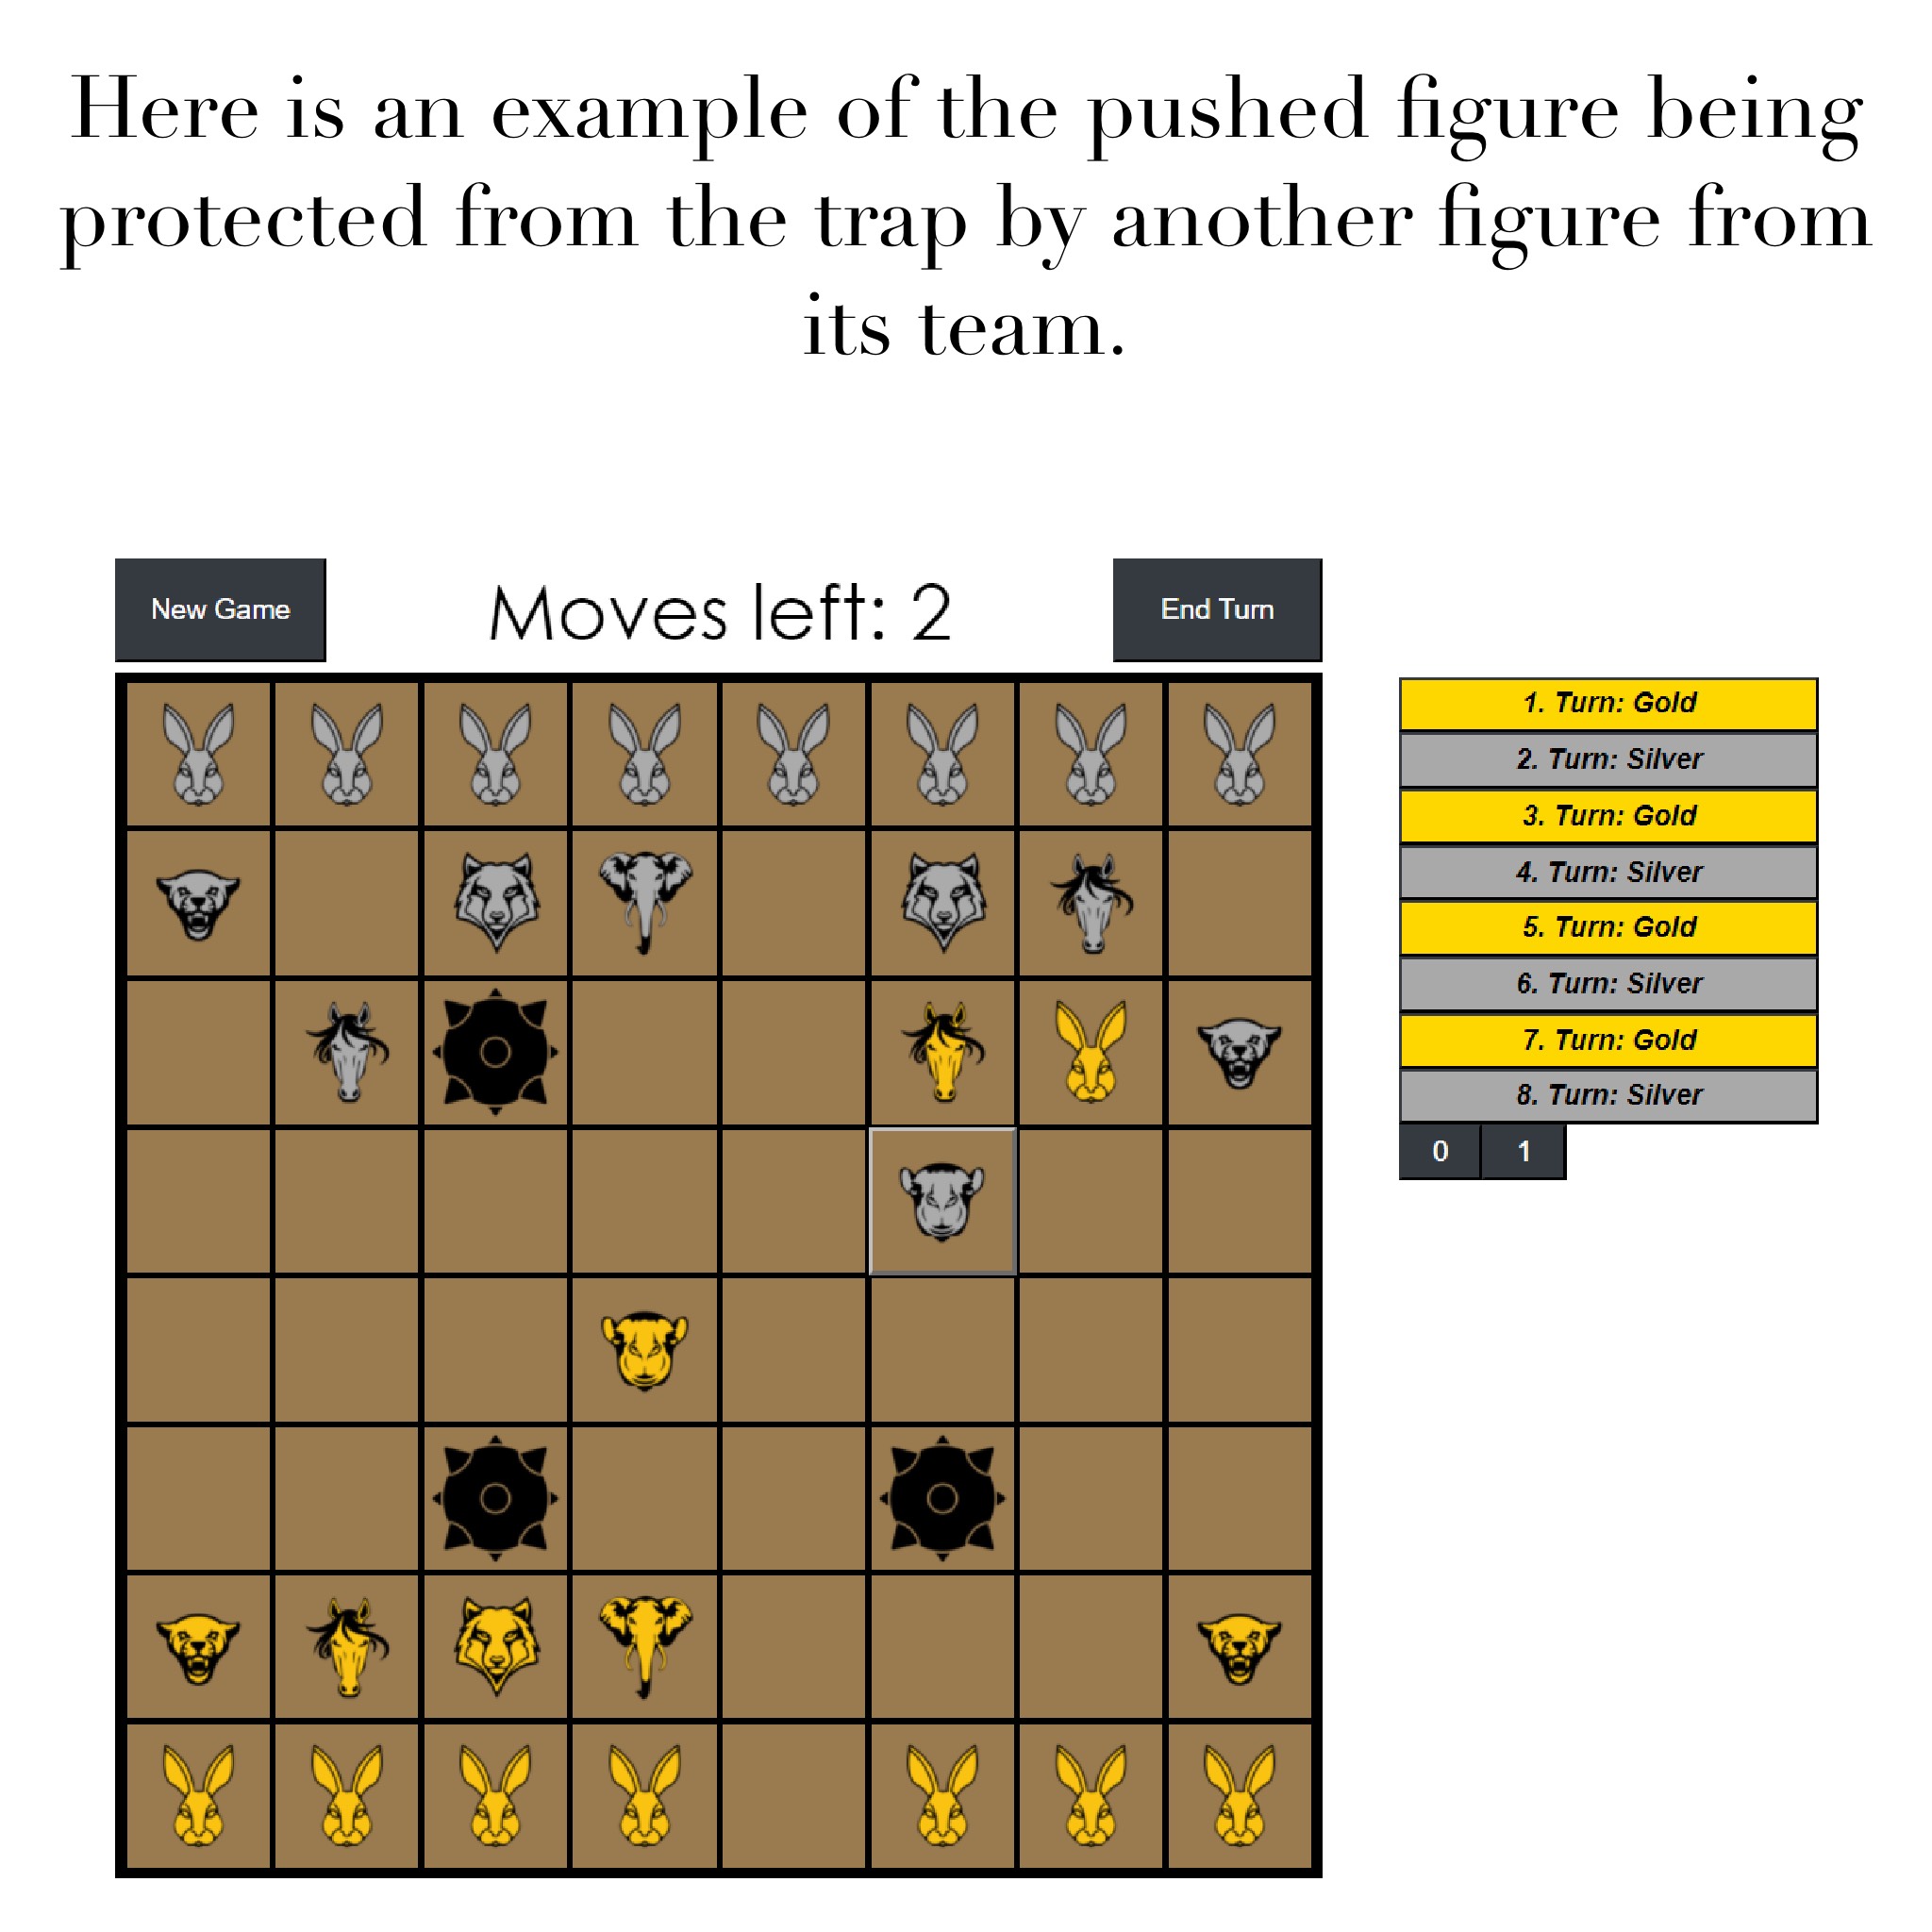 Here is an example of the pushed figure being
protected from the trap by another figure from
its team.
New Game
Moves left: 2
End Turn
1. Turn: Gold
2. Turn: Silver
3. Turn: Gold
4. Turn: Silver
5. Turn: Gold
6. Turn: Silver
7. Turn: Gold
8. Turn: Silver
0 1